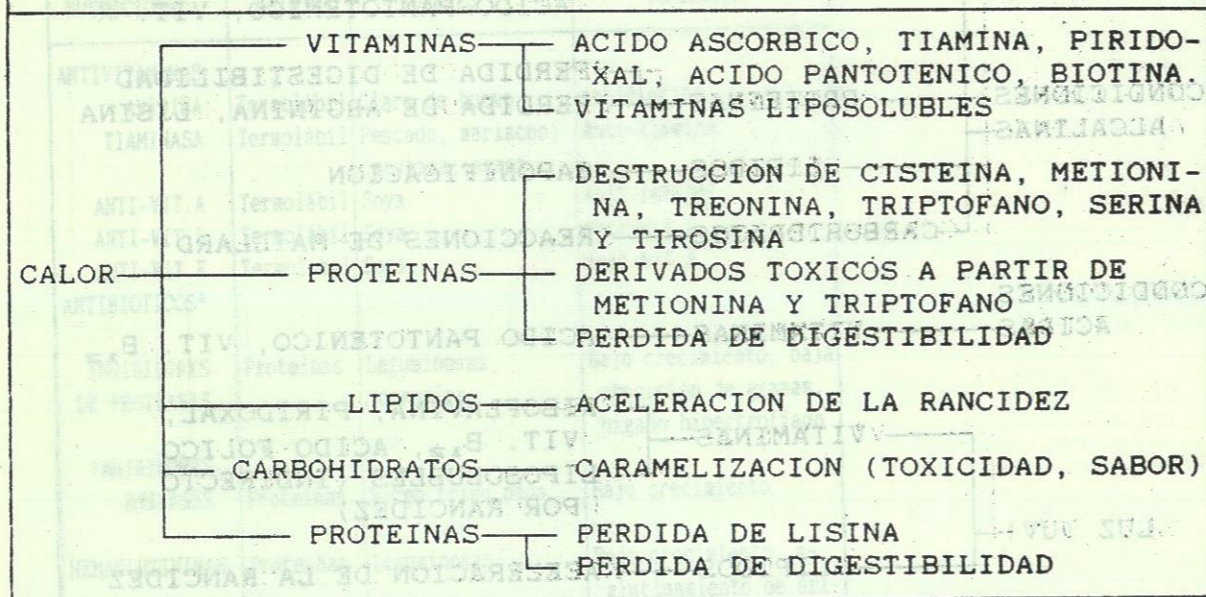 VITAMINAS ACIDO ASCORBICO, TIAMINA, PIRIDO-
XAL, ACIDO PANTOTENICO, BIOTINA.
VITAMINAS LIPOSOLUBLES
DESTRUCCION DE CISTEINA, METIONI-
NA, TREONINA, TRIPTOFANO, SERINA
Y TIROSINA
CALOR PROTEINAS DERIVADOS TOXICOS A PARTIR DE
METIONINA Y TRIPTOFANO
PERDIDA DE DIGESTIBILIDAD
LIRIDOS ACELERACION DE LA RANCIDEZ
CARBOHIDRATOS CARAMELIZACION (TOXICIDAD, SABOR)
PROTEINAS PERDIDA DE LISINA
PERDIDA DE DIGESTIBILIDAD